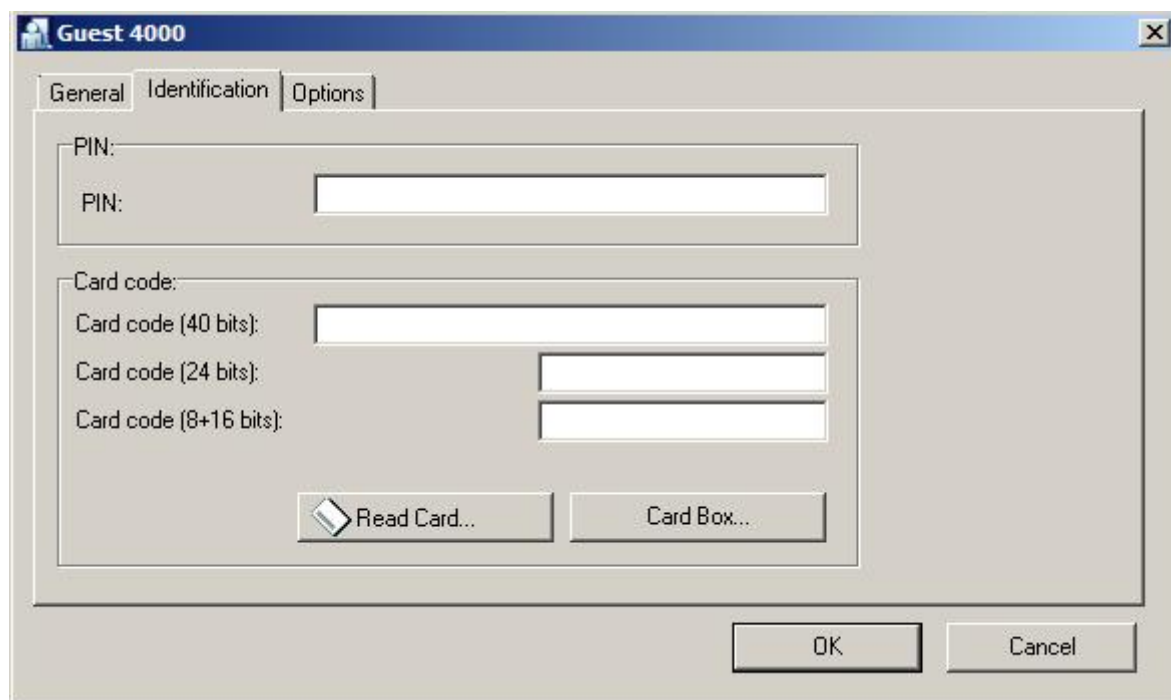 Guest 4000
General Identification Options
PIN:
PIN:
Card code:
Card code (40 bits):
Card code (24 bits):
Card code (8+16 bits):
Read Card... Card Box...
OK Cancel